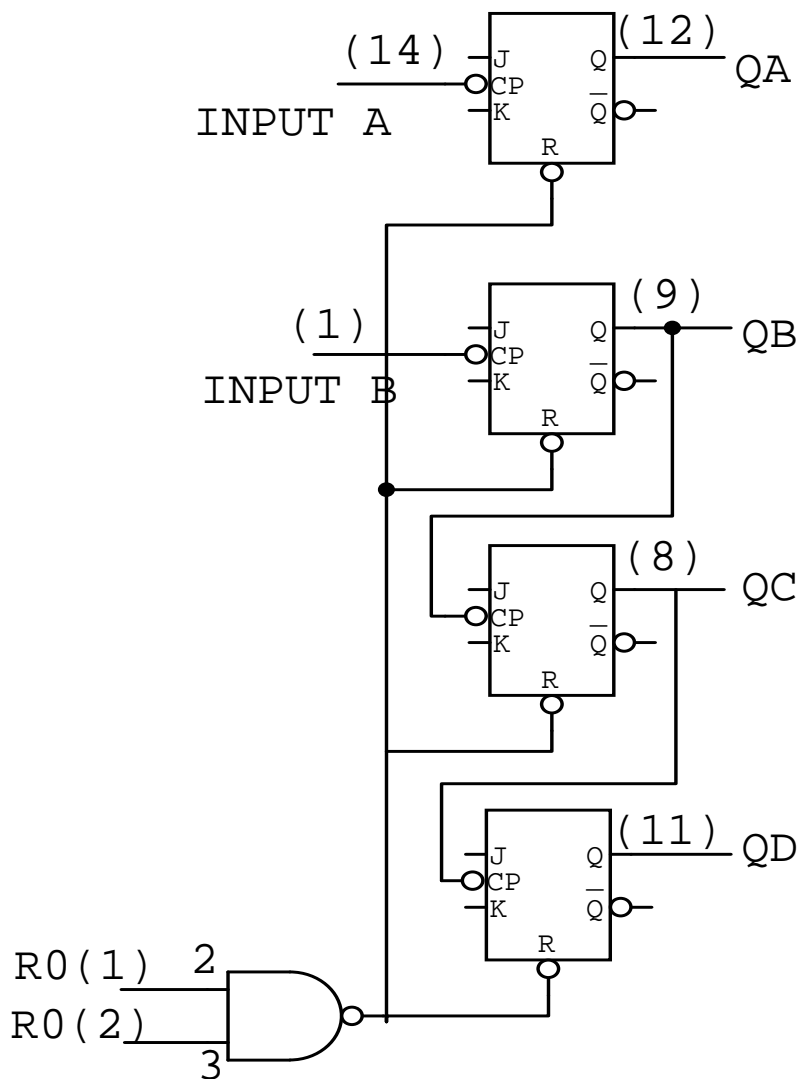 (14) J Q (12) QA
CP
INPUT A K Q
R
(1) J Q (9) QB
CP
INPUT B K Q
R
J Q (8) QC
CP
K Q
R
J Q (11) QD
CP
K Q
R
R0(1) 2
R0(2) 3